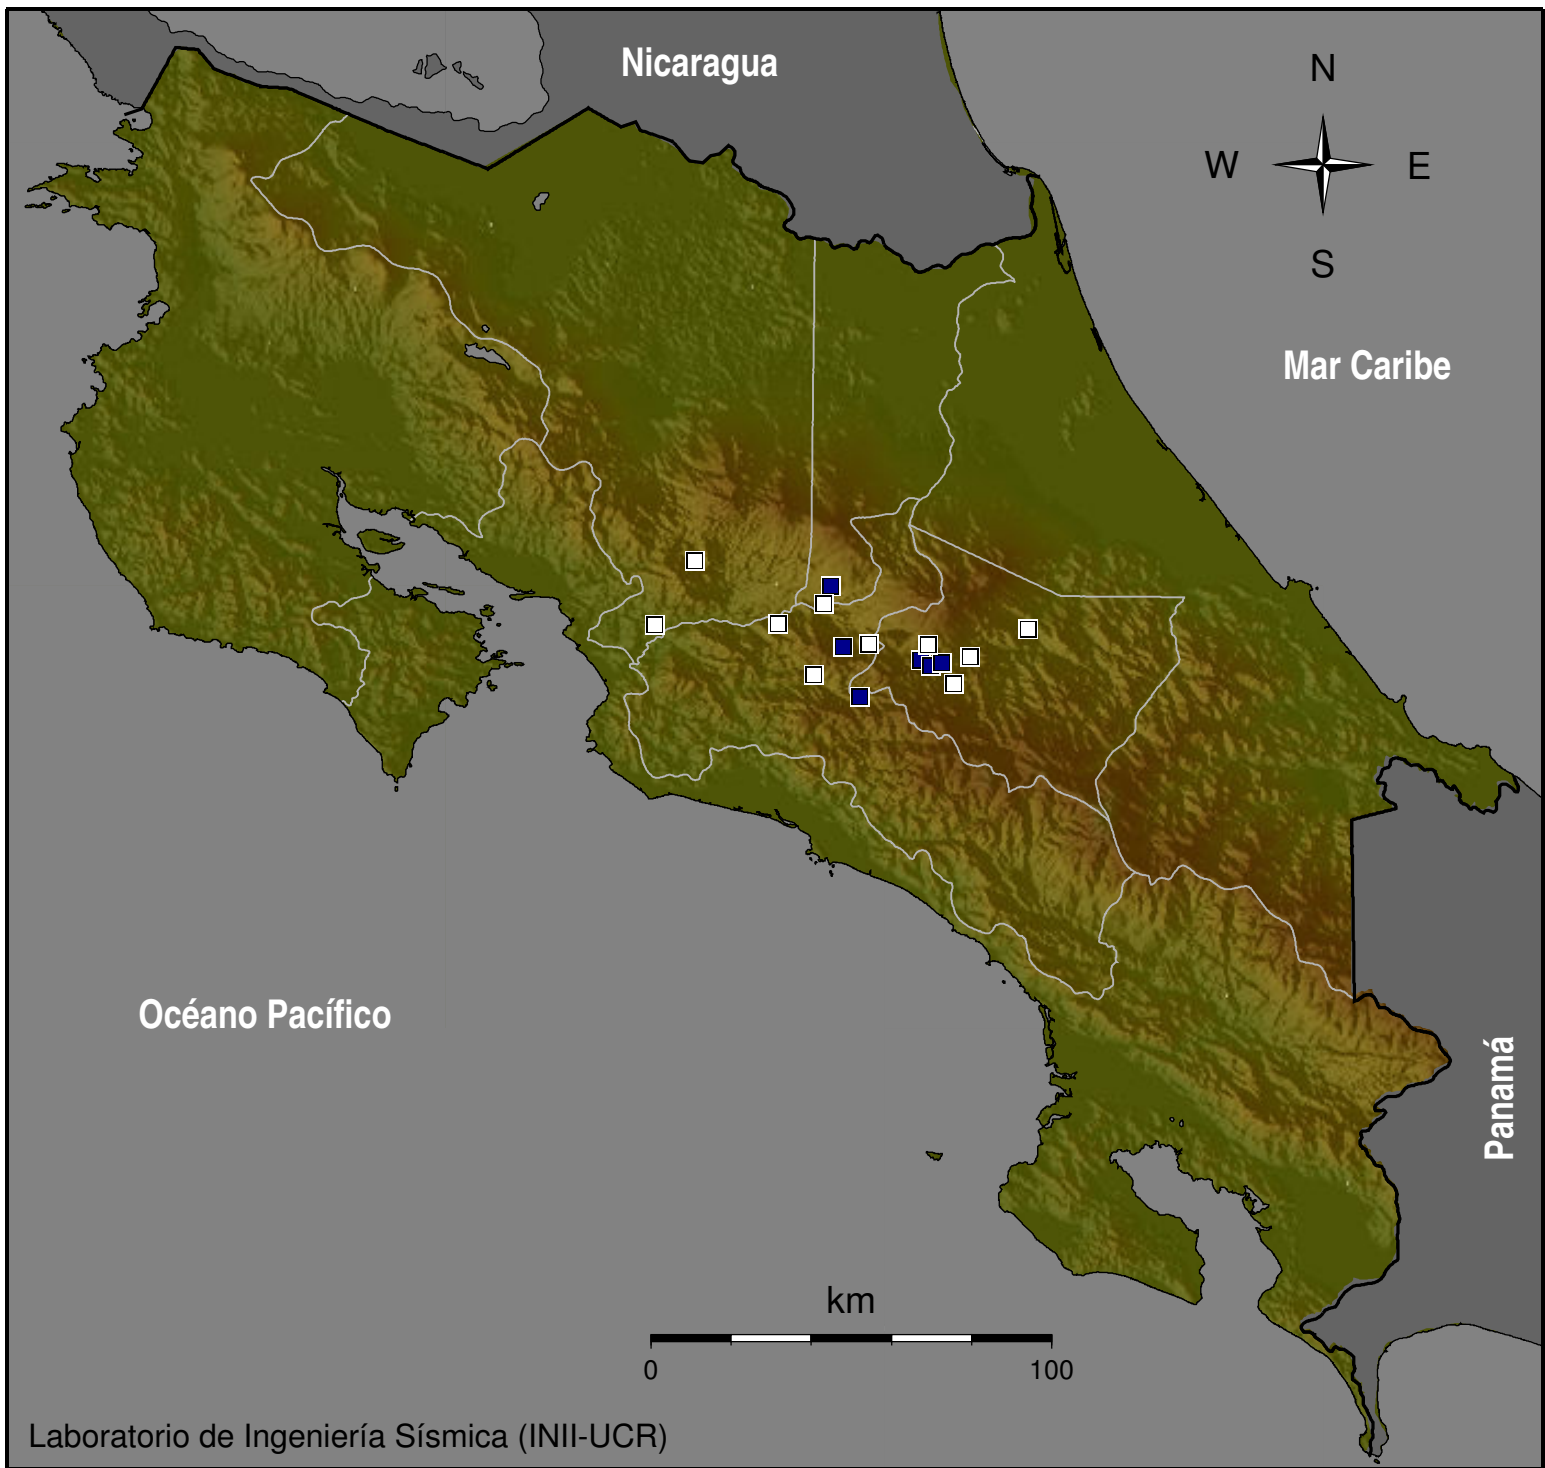 Nicaragua
N
W
E
S
Mar Caribe
Océano Pacífico
Panamá
km
0
100
Laboratorio de Ingeniería Sísmica (INII-UCR)